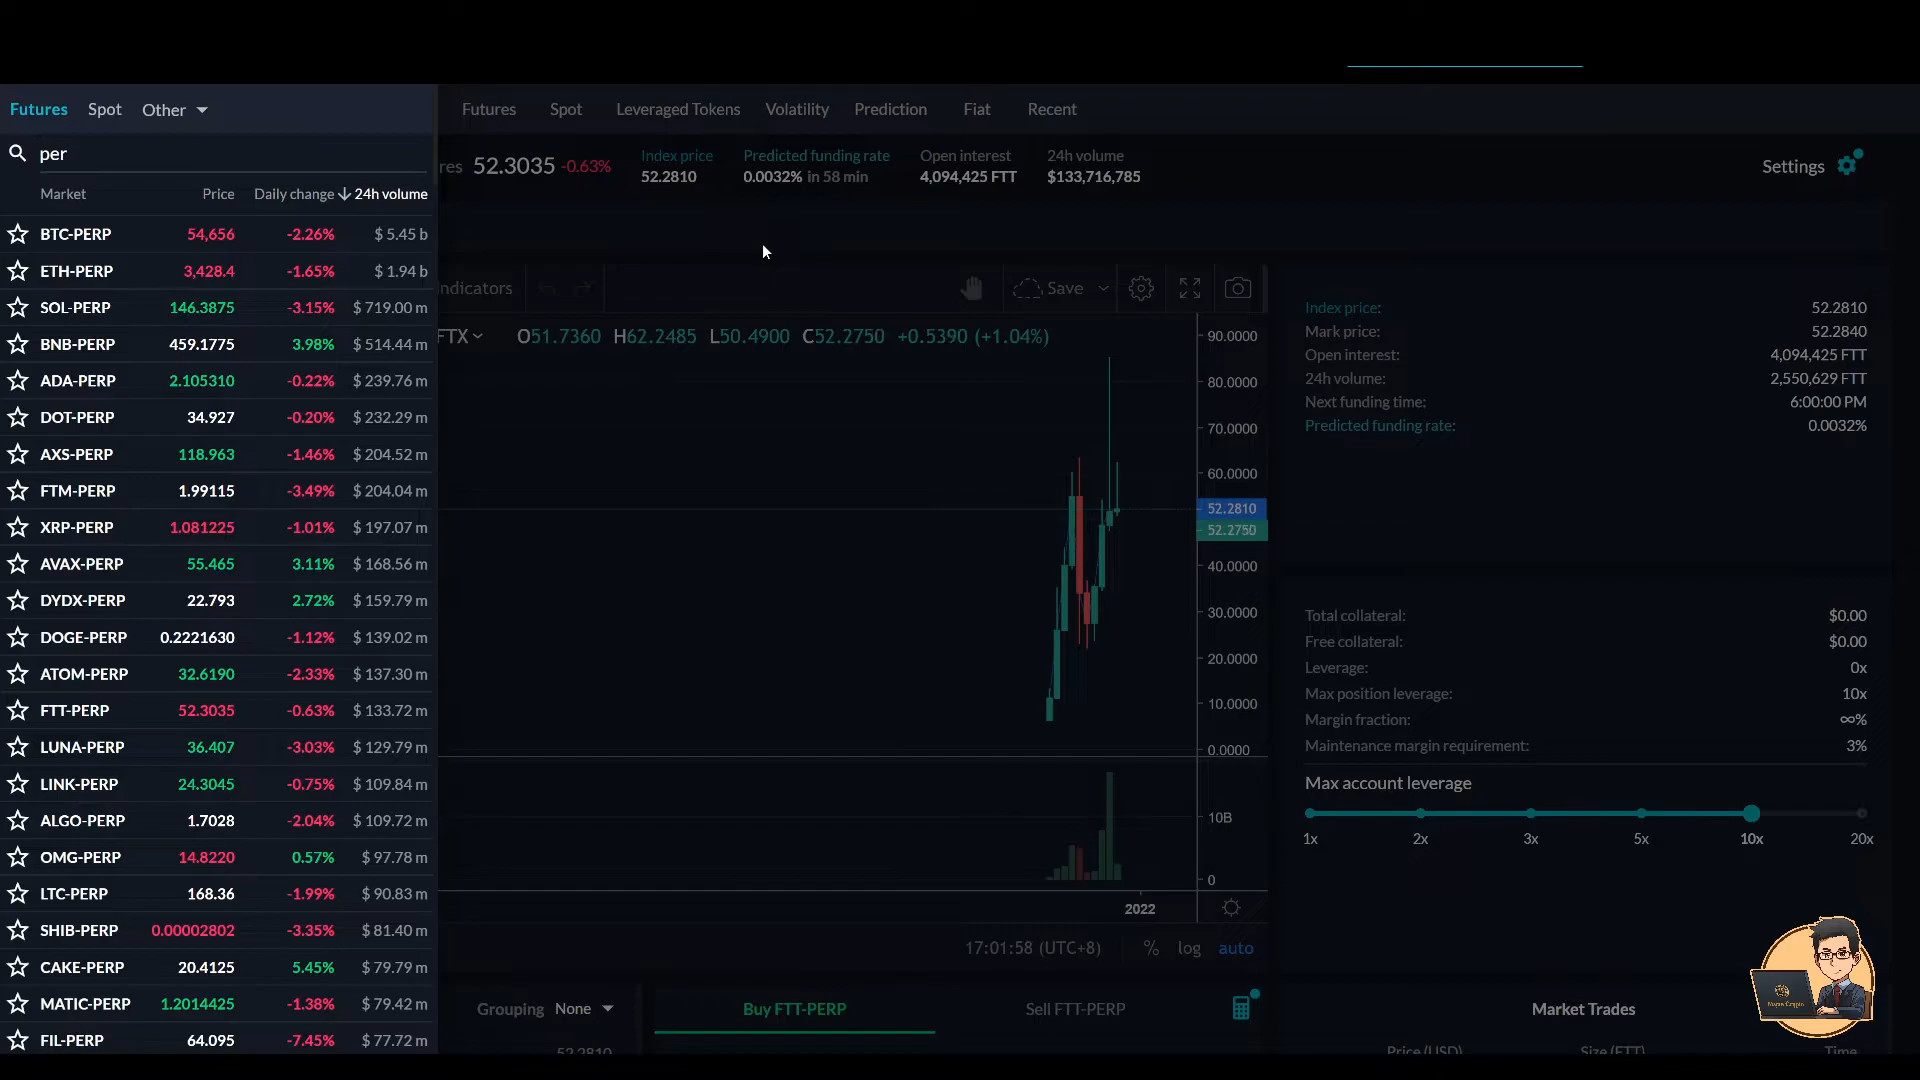 Futures Spot Other
per
Market Price Daily change 24h volume
BTC-PERP 54,656 -2.26% $ 5.45 b
ETH-PERP 3,428.4 -1.65% $ 1.94 b
SOL-PERP 146.3875 -3.15% $ 719.00 m
BNB-PERP 459.1775 3.98% $ 514.44 m
ADA-PERP 2.105310 -0.22% $ 239.76 m
DOT-PERP 34.927 -0.20% $ 232.29 m
AXS-PERP 118.963 -1.46% $ 204.52 m
FTM-PERP 1.99115 -3.49% $ 204.04 m
XRP-PERP 1.081225 -1.01% $ 197.07 m
AVAX-PERP 55.465 3.11% $ 168.56 m
DYDX-PERP 22.793 2.72% $ 159.79 m
DOGE-PERP 0.2221630 -1.12% $ 139.02 m
ATOM-PERP 32.6190 -2.33% $ 137.30 m
FTT-PERP 52.3035 -0.63% $ 133.72 m
LUNA-PERP 36.407 -3.03% $ 129.79 m
LINK-PERP 24.3045 -0.75% $ 109.84 m
ALGO-PERP 1.7028 -2.04% $ 109.72 m
OMG-PERP 14.8220 0.57% $ 97.78 m
LTC-PERP 168.36 -1.99% $ 90.83 m
SHIB-PERP 0.00002802 -3.35% $ 81.40 m
CAKE-PERP 20.4125 5.45% $ 79.79 m
MATIC-PERP 1.2014425 -1.38% $ 79.42 m
FIL-PERP 64.095 -7.45% $ 77.72 m
Futures Spot Leveraged Tokens Volatility Prediction Fiat Recent
res 52.3035 -0.63%
Index price
52.2810
Predicted funding rate
0.0032% in 58 min
Open interest
4,094,425 FTT
24h volume
$133,716,785
Settings
ndicators Save
FTX O51.7360 H62.2485 L50.4900 C52.2750 +0.5390 (+1.04%)
90.0000
80.0000
70.0000
60.0000
52.2810
52.2750
40.0000
30.0000
20.0000
10.0000
0.0000
10B
0
2022
17:01:58 (UTC+8) % log auto
Index price: 52.2810
Mark price: 52.2840
Open interest: 4,094,425 FTT
24h volume: 2,550,629 FTT
Next funding time: 6:00:00 PM
Predicted funding rate: 0.0032%
Total collateral: $0.00
Free collateral: $0.00
Leverage: 0x
Max position leverage: 10x
Margin fraction: ∞%
Maintenance margin requirement: 3%
Max account leverage
1x 2x 3x 5x 10x 20x
Grouping None
52.2810
Buy FTT-PERP Sell FTT-PERP
Market Trades
Price (USD) Size (FTT) Time